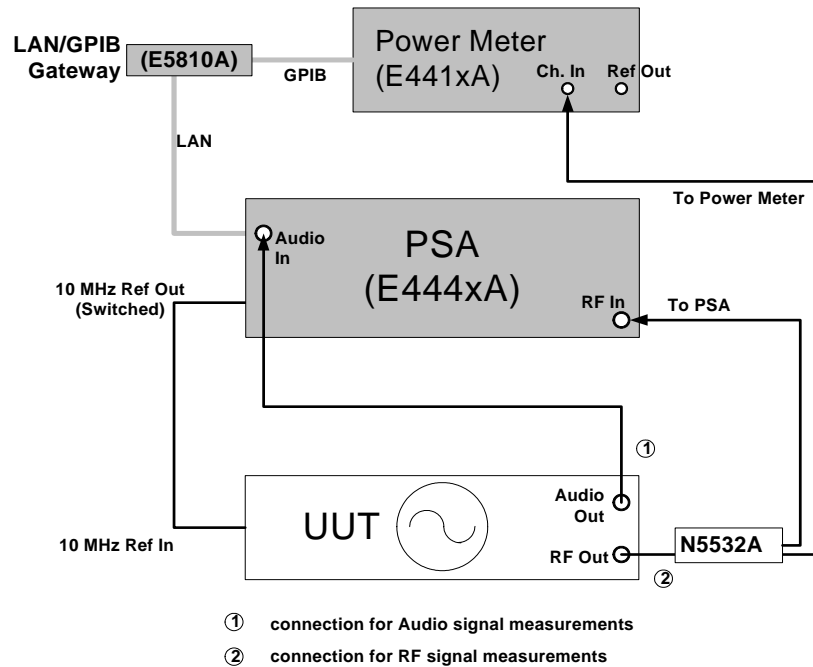 LAN/GPIB
Gateway
(E5810A)
GPIB
LAN
Power Meter
(E441xA)
Ch. In
Ref Out
To Power Meter
Audio
In
PSA
(E444xA)
RF In
To PSA
10 MHz Ref Out
(Switched)
1
UUT
Audio
Out
RF Out
N5532A
2
10 MHz Ref In
1 connection for Audio signal measurements
2 connection for RF signal measurements